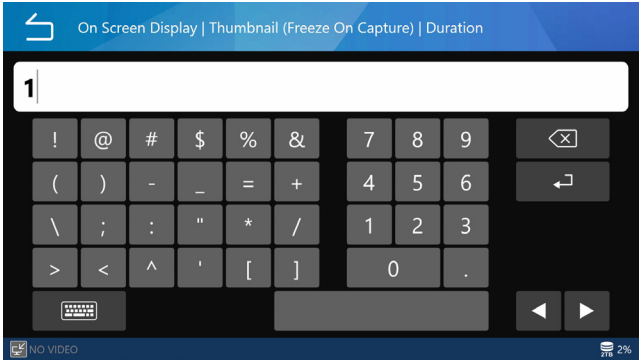 On Screen Display | Thumbnail (Freeze On Capture) | Duration
1
! @ # $ % & 7 8 9
( ) - _ = + 4 5 6
\ ; : " * / 1 2 3
> < ^ ' [ ] 0 .
NO VIDEO 2TB 2%